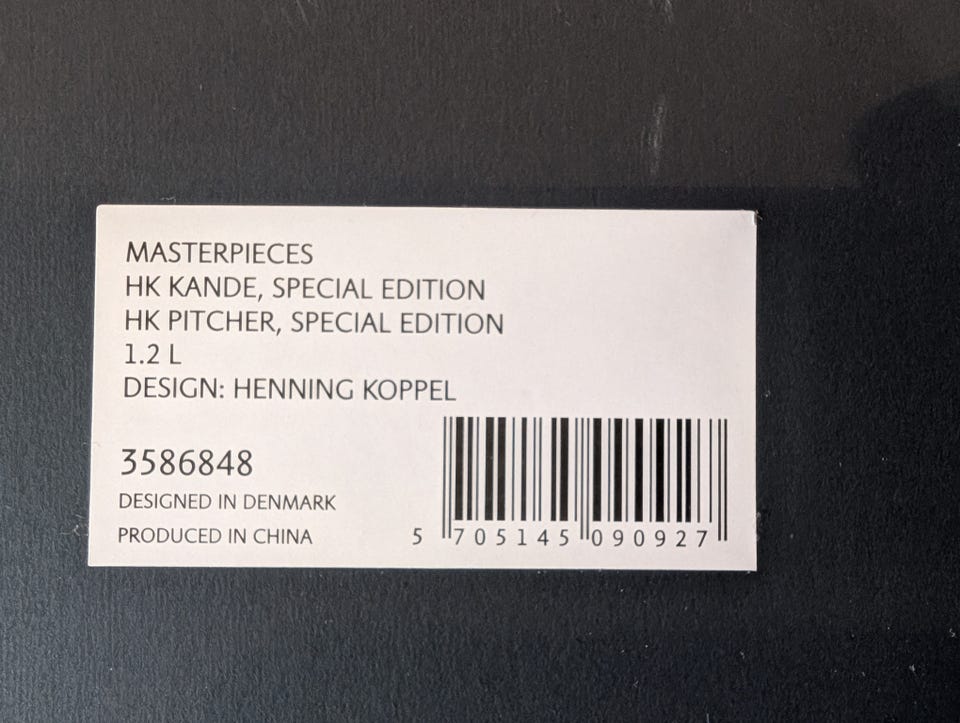 MASTERPIECES
HK KANDE, SPECIAL EDITION
HK PITCHER, SPECIAL EDITION
1.2 L
DESIGN: HENNING KOPPEL
3586848
DESIGNED IN DENMARK
PRODUCED IN CHINA
5 705145 090927